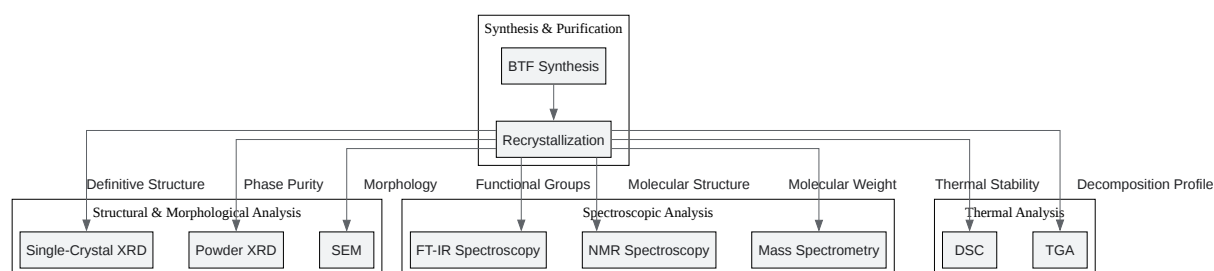 Synthesis & Purification
BTF Synthesis
Recrystallization
Definitive Structure
Phase Purity
Morphology
Functional Groups
Molecular Structure
Molecular Weight
Thermal Stability
Decomposition Profile
Structural & Morphological Analysis
Spectroscopic Analysis
Thermal Analysis
Single-Crystal XRD
Powder XRD
SEM
FT-IR Spectroscopy
NMR Spectroscopy
Mass Spectrometry
DSC
TGA